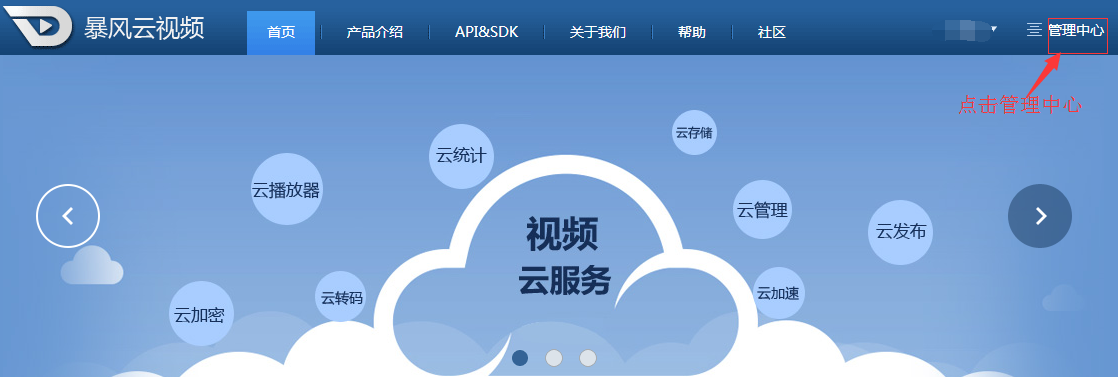 暴风云视频
首页 产品介绍 API&SDK 关于我们 帮助 社区 管理中心
点击管理中心
云存储
云统计
云播放器
云管理
云发布
视频
云服务
云转码
云加速
云加密